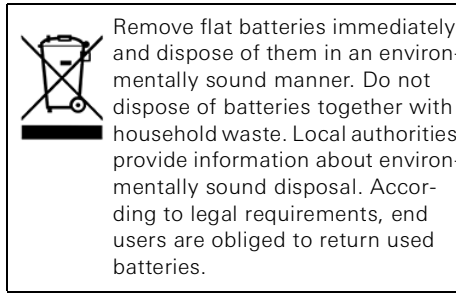 Remove flat batteries immediately
and dispose of them in an environ-
mentally sound manner. Do not
dispose of batteries together with
household waste. Local authorities
provide information about environ-
mentally sound disposal. Accor-
ding to legal requirements, end
users are obliged to return used
batteries.